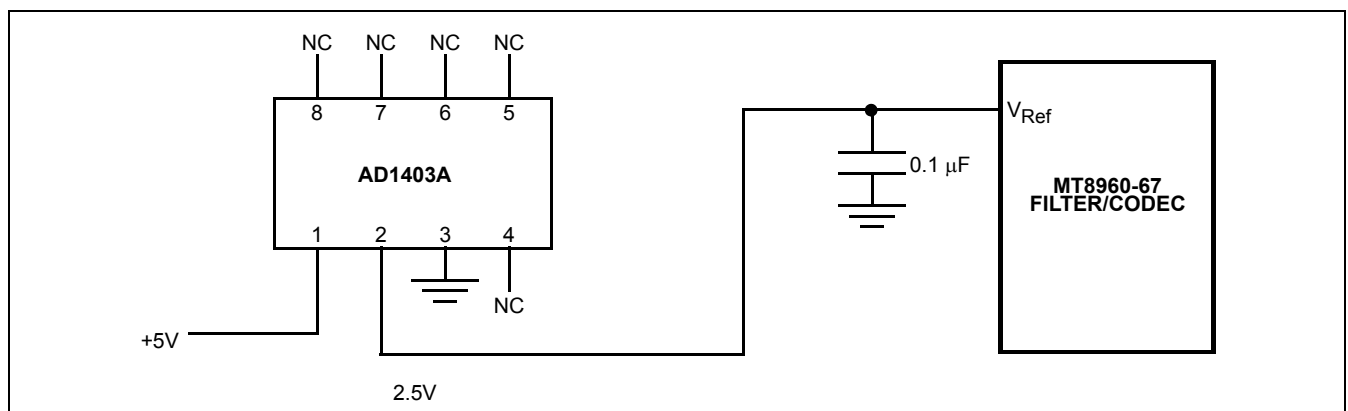 NC NC NC NC
8 7 6 5
AD1403A
1 2 3 4
NC
+5V
2.5V
0.1 μF
VRef
MT8960-67
FILTER/CODEC